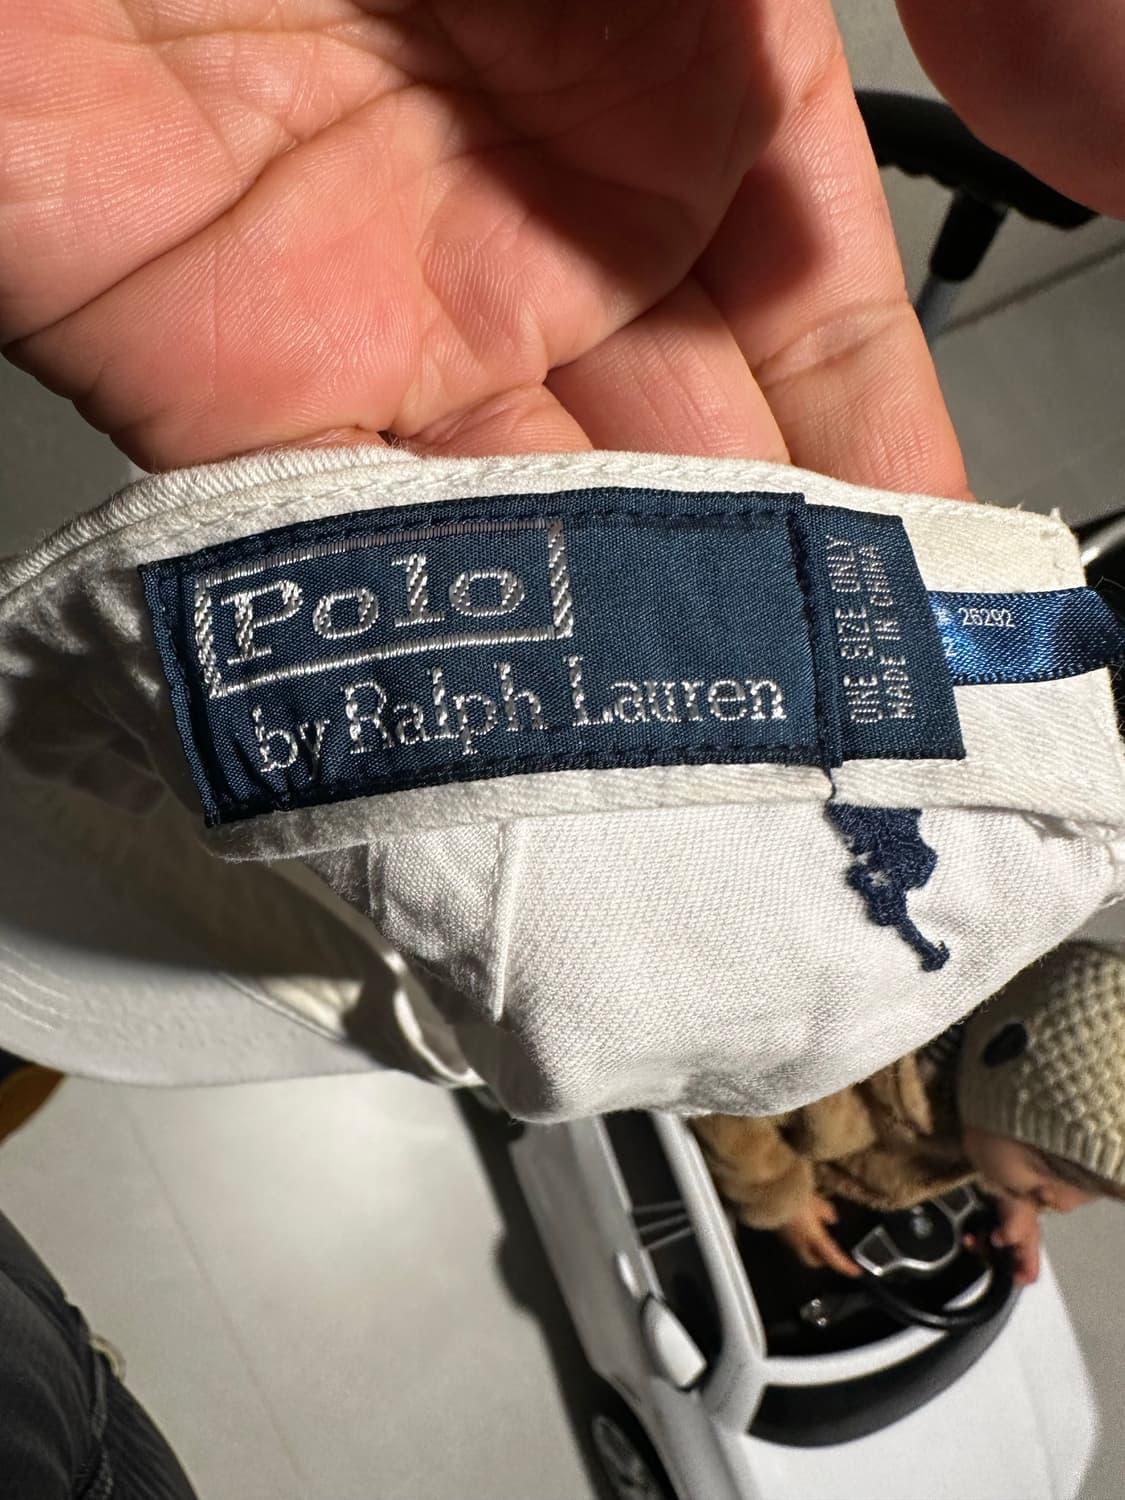 Polo
by Ralph Lauren
ONE SIZE ONLY
MADE IN CHINA
26292